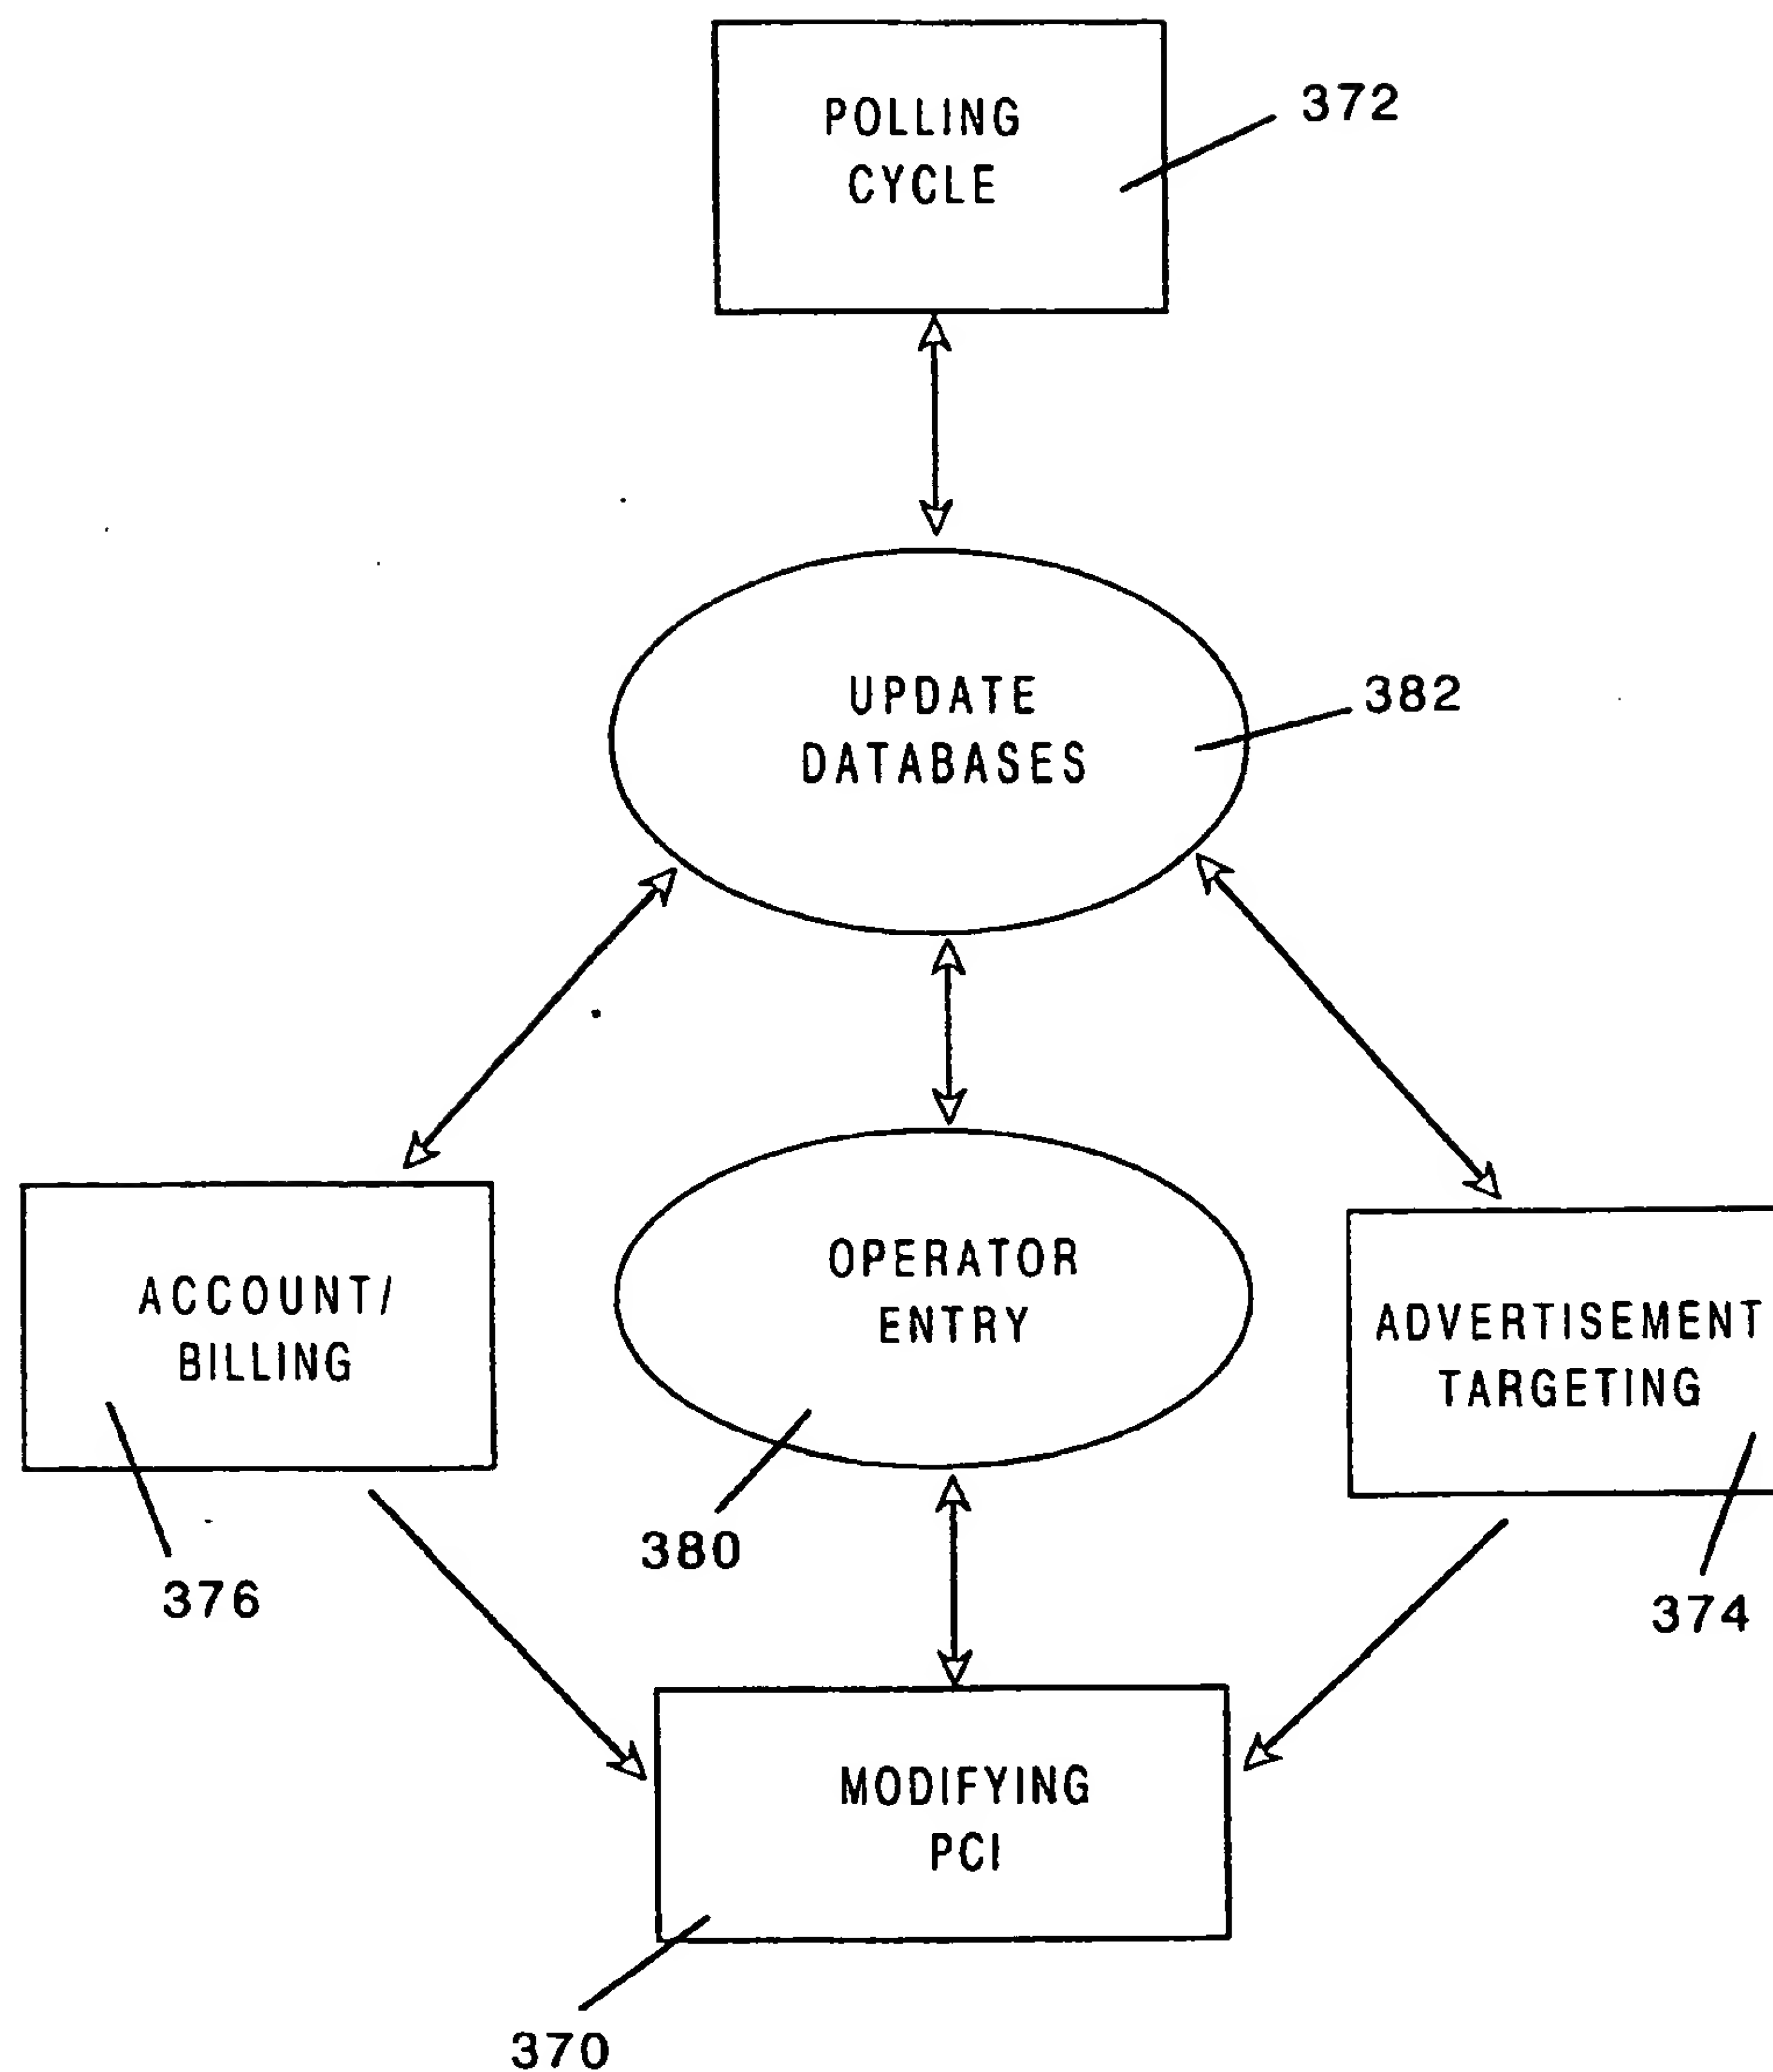 POLLING
CYCLE
372
UPDATE
DATABASES
382
ACCOUNT/
BILLING
376
OPERATOR
ENTRY
380
ADVERTISEMENT
TARGETING
374
MODIFYING
PCI
370